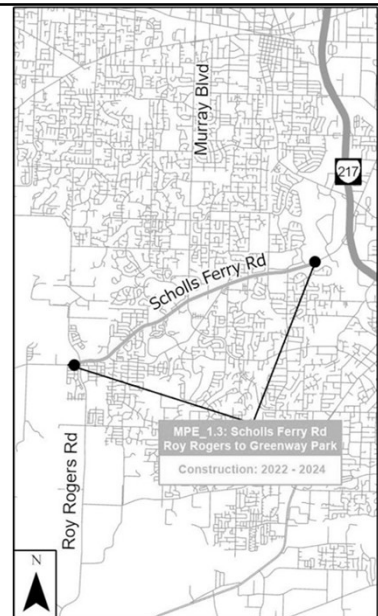 Murray Blvd
217
Scholls Ferry Rd
MPE_1.3: Scholls Ferry Rd
Roy Rogers to Greenway Park
Construction: 2022 - 2024
Roy Rogers Rd
N